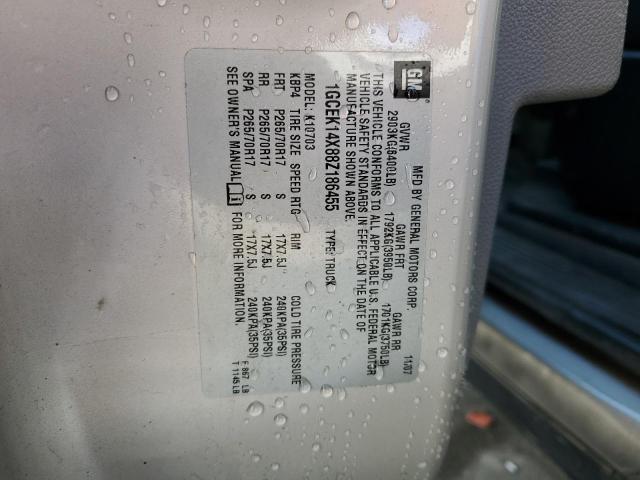 GM
MFD BY GENERAL MOTORS CORP. 11/07
GVWR GAWR FRT GAWR RR
2903KG(6400LB) 1792KG(3950LB) 1701KG(3750LB)
THIS VEHICLE CONFORMS TO ALL APPLICABLE U.S. FEDERAL MOTOR
VEHICLE SAFETY STANDARDS IN EFFECT ON THE DATE OF
MANUFACTURE SHOWN ABOVE.
1GCEK14X88Z186455 TYPE: TRUCK
MODEL: K10703
KBP4 TIRE SIZE SPEED RTG RIM COLD TIRE PRESSURE
FRT P265/70R17 S 17X7.5J 240KPA(35PSI)
RR P265/70R17 S 17X7.5J 240KPA(35PSI)
SPA P265/70R17 S 17X7.5J 240KPA(35PSI)
SEE OWNER'S MANUAL i FOR MORE INFORMATION.
F 867 LB
T 1145 LB